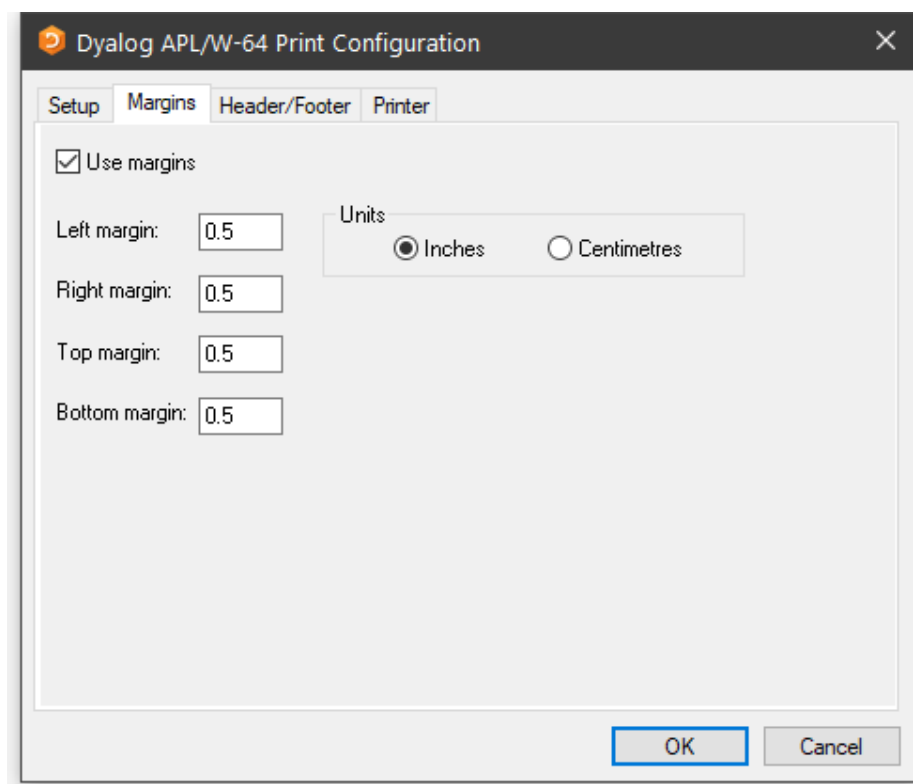 Dyalog APL/W-64 Print Configuration
Setup Margins Header/Footer Printer
Use margins
Units
Left margin: 0.5
Inches Centimetres
Right margin: 0.5
Top margin: 0.5
Bottom margin: 0.5
OK Cancel